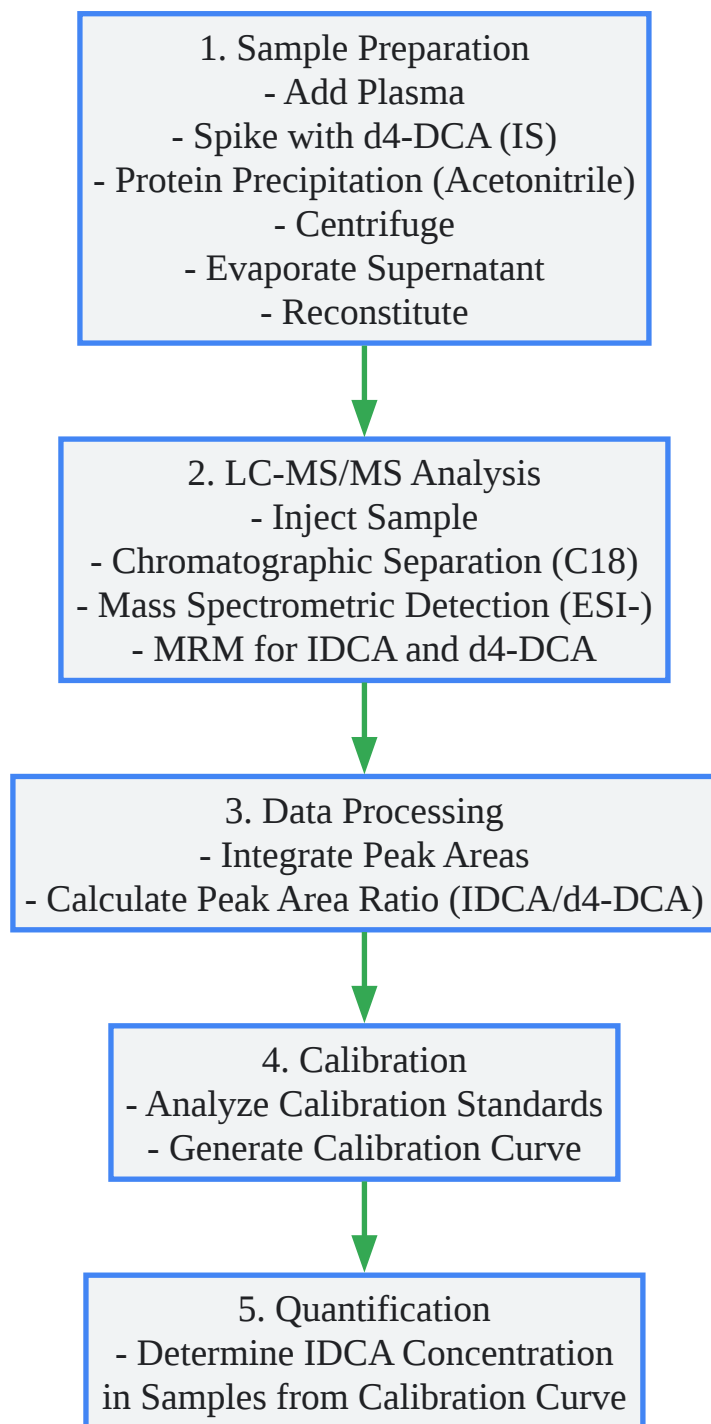 1. Sample Preparation
- Add Plasma
- Spike with d4-DCA (IS)
- Protein Precipitation (Acetonitrile)
- Centrifuge
- Evaporate Supernatant
- Reconstitute
2. LC-MS/MS Analysis
- Inject Sample
- Chromatographic Separation (C18)
- Mass Spectrometric Detection (ESI-)
- MRM for IDCA and d4-DCA
3. Data Processing
- Integrate Peak Areas
- Calculate Peak Area Ratio (IDCA/d4-DCA)
4. Calibration
- Analyze Calibration Standards
- Generate Calibration Curve
5. Quantification
- Determine IDCA Concentration
in Samples from Calibration Curve